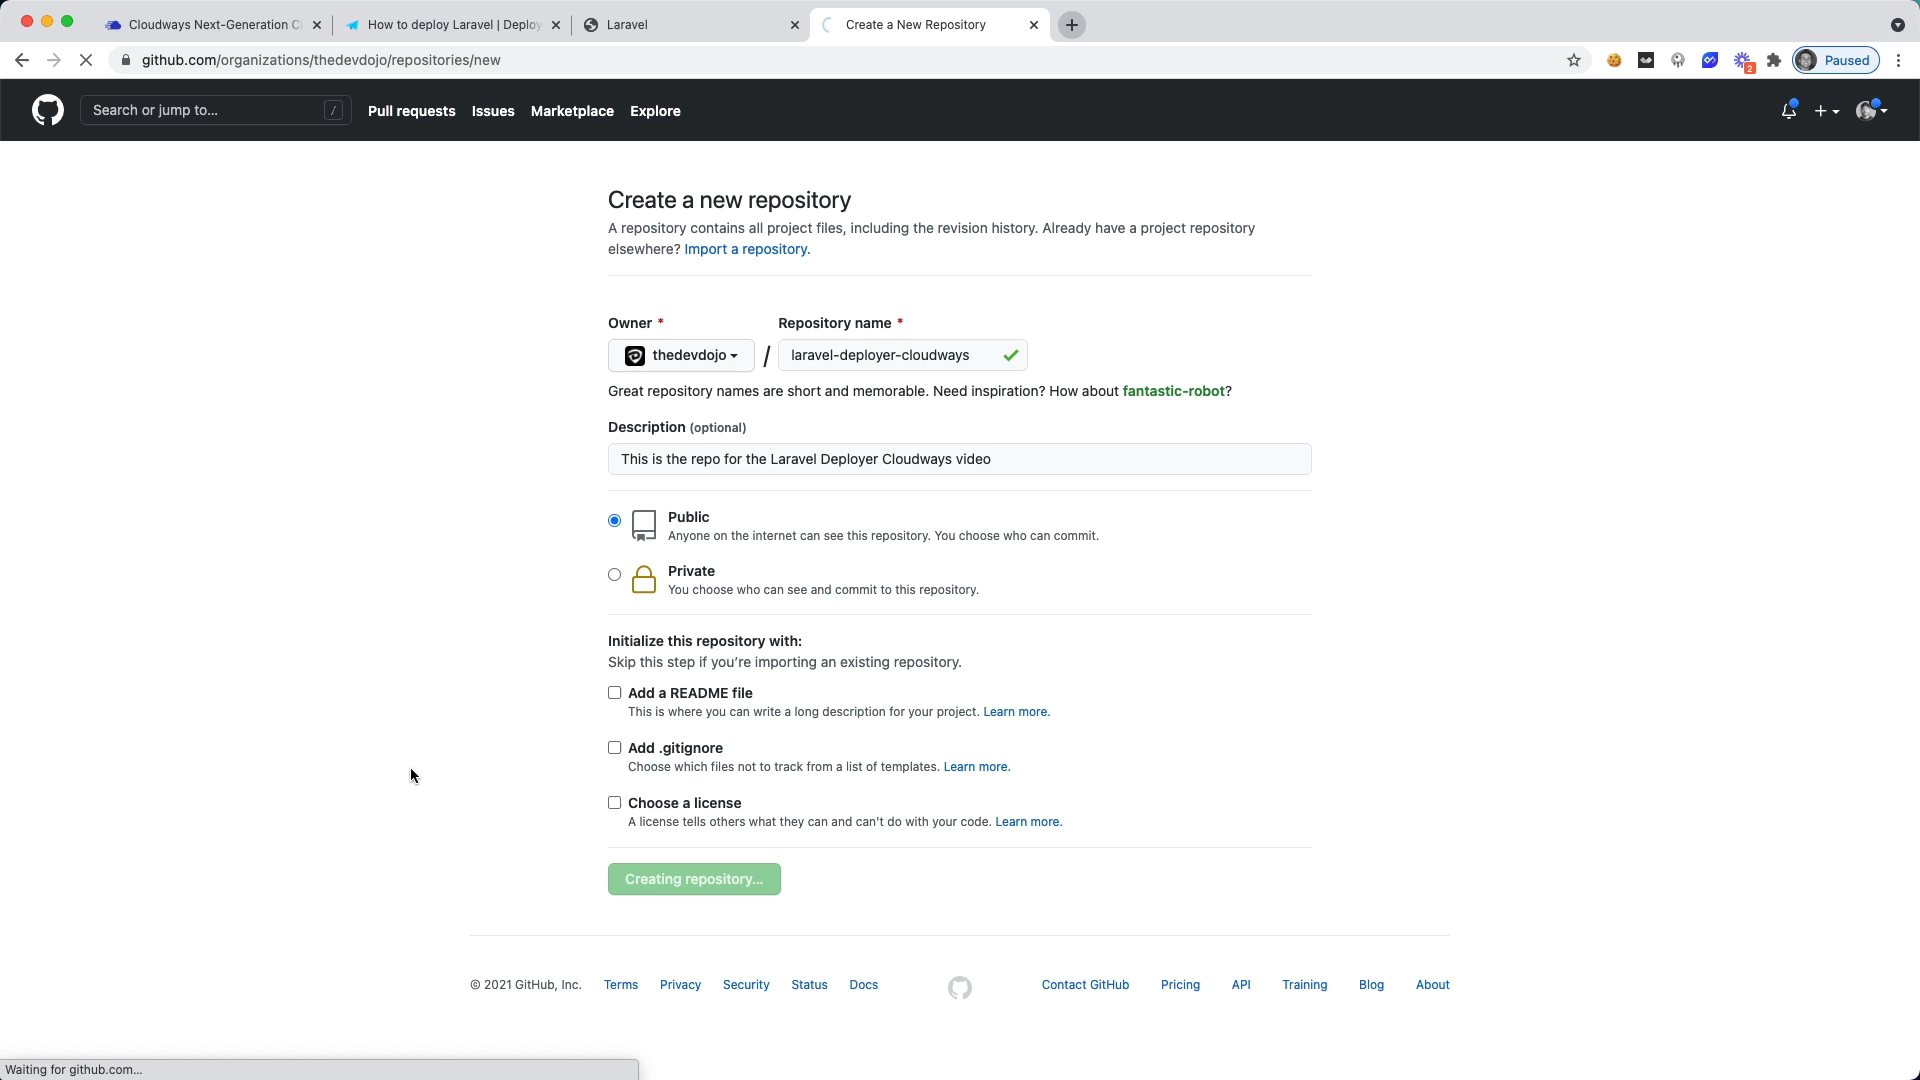 Cloudways Next-Generation Cl
How to deploy Laravel | Deploy
Laravel
Create a New Repository
github.com/organizations/thedevdojo/repositories/new
2
Paused
Search or jump to...
/
Pull requests
Issues
Marketplace
Explore
Create a new repository
A repository contains all project files, including the revision history. Already have a project repository
elsewhere? Import a repository.
Owner *
Repository name *
thedevdojo
/
laravel-deployer-cloudways
Great repository names are short and memorable. Need inspiration? How about fantastic-robot?
Description (optional)
This is the repo for the Laravel Deployer Cloudways video
Public
Anyone on the internet can see this repository. You choose who can commit.
Private
You choose who can see and commit to this repository.
Initialize this repository with:
Skip this step if you’re importing an existing repository.
Add a README file
This is where you can write a long description for your project. Learn more.
Add .gitignore
Choose which files not to track from a list of templates. Learn more.
Choose a license
A license tells others what they can and can't do with your code. Learn more.
Creating repository...
© 2021 GitHub, Inc.
Terms
Privacy
Security
Status
Docs
Contact GitHub
Pricing
API
Training
Blog
About
Waiting for github.com...